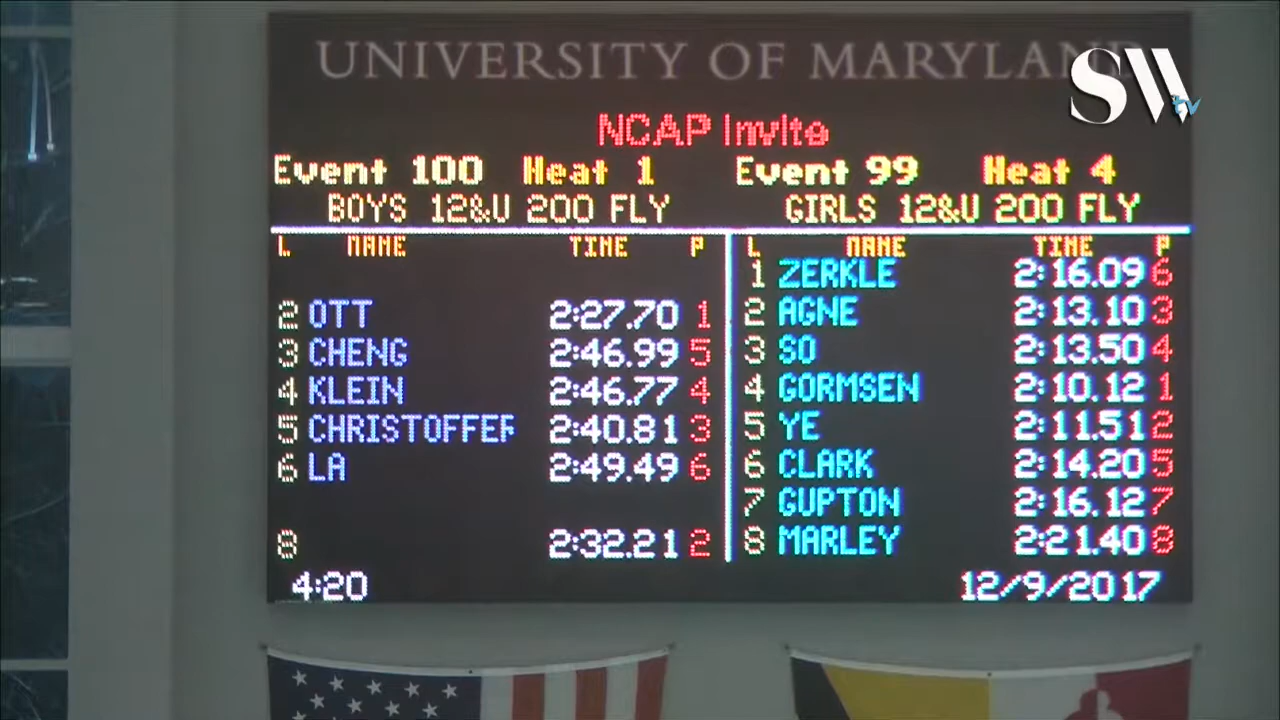 UNIVERSITY OF MARYLAND
SW
TV
NCAP Invite
Event 100 Heat 1 Event 99 Heat 4
BOYS 12&U 200 FLY GIRLS 12&U 200 FLY
L NAME TIME P L NAME TIME P
1 ZERKLE 2:16.09 6
2 OTT 2:27.70 1 2 AGNE 2:13.10 3
3 CHENG 2:46.99 5 3 SO 2:13.50 4
4 KLEIN 2:46.77 4 4 GORMSEN 2:10.12 1
5 CHRISTOFFER 2:40.81 3 5 YE 2:11.51 2
6 LA 2:49.49 6 6 CLARK 2:14.20 5
7 GUPTON 2:16.12 7
8 2:32.21 2 8 MARLEY 2:21.40 8
4:20 12/9/2017